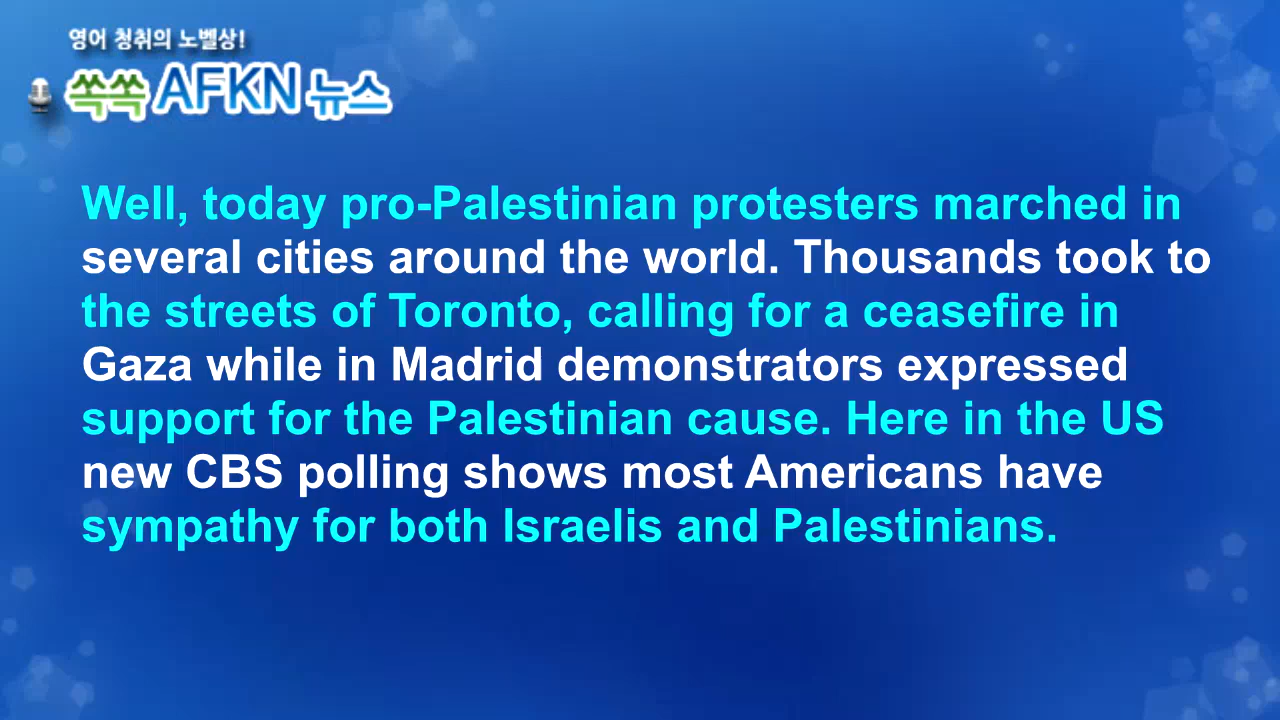 영어 청취의 노벨상!
쏙쏙 AFKN 뉴스
Well, today pro-Palestinian protesters marched in
several cities around the world. Thousands took to
the streets of Toronto, calling for a ceasefire in
Gaza while in Madrid demonstrators expressed
support for the Palestinian cause. Here in the US
new CBS polling shows most Americans have
sympathy for both Israelis and Palestinians.